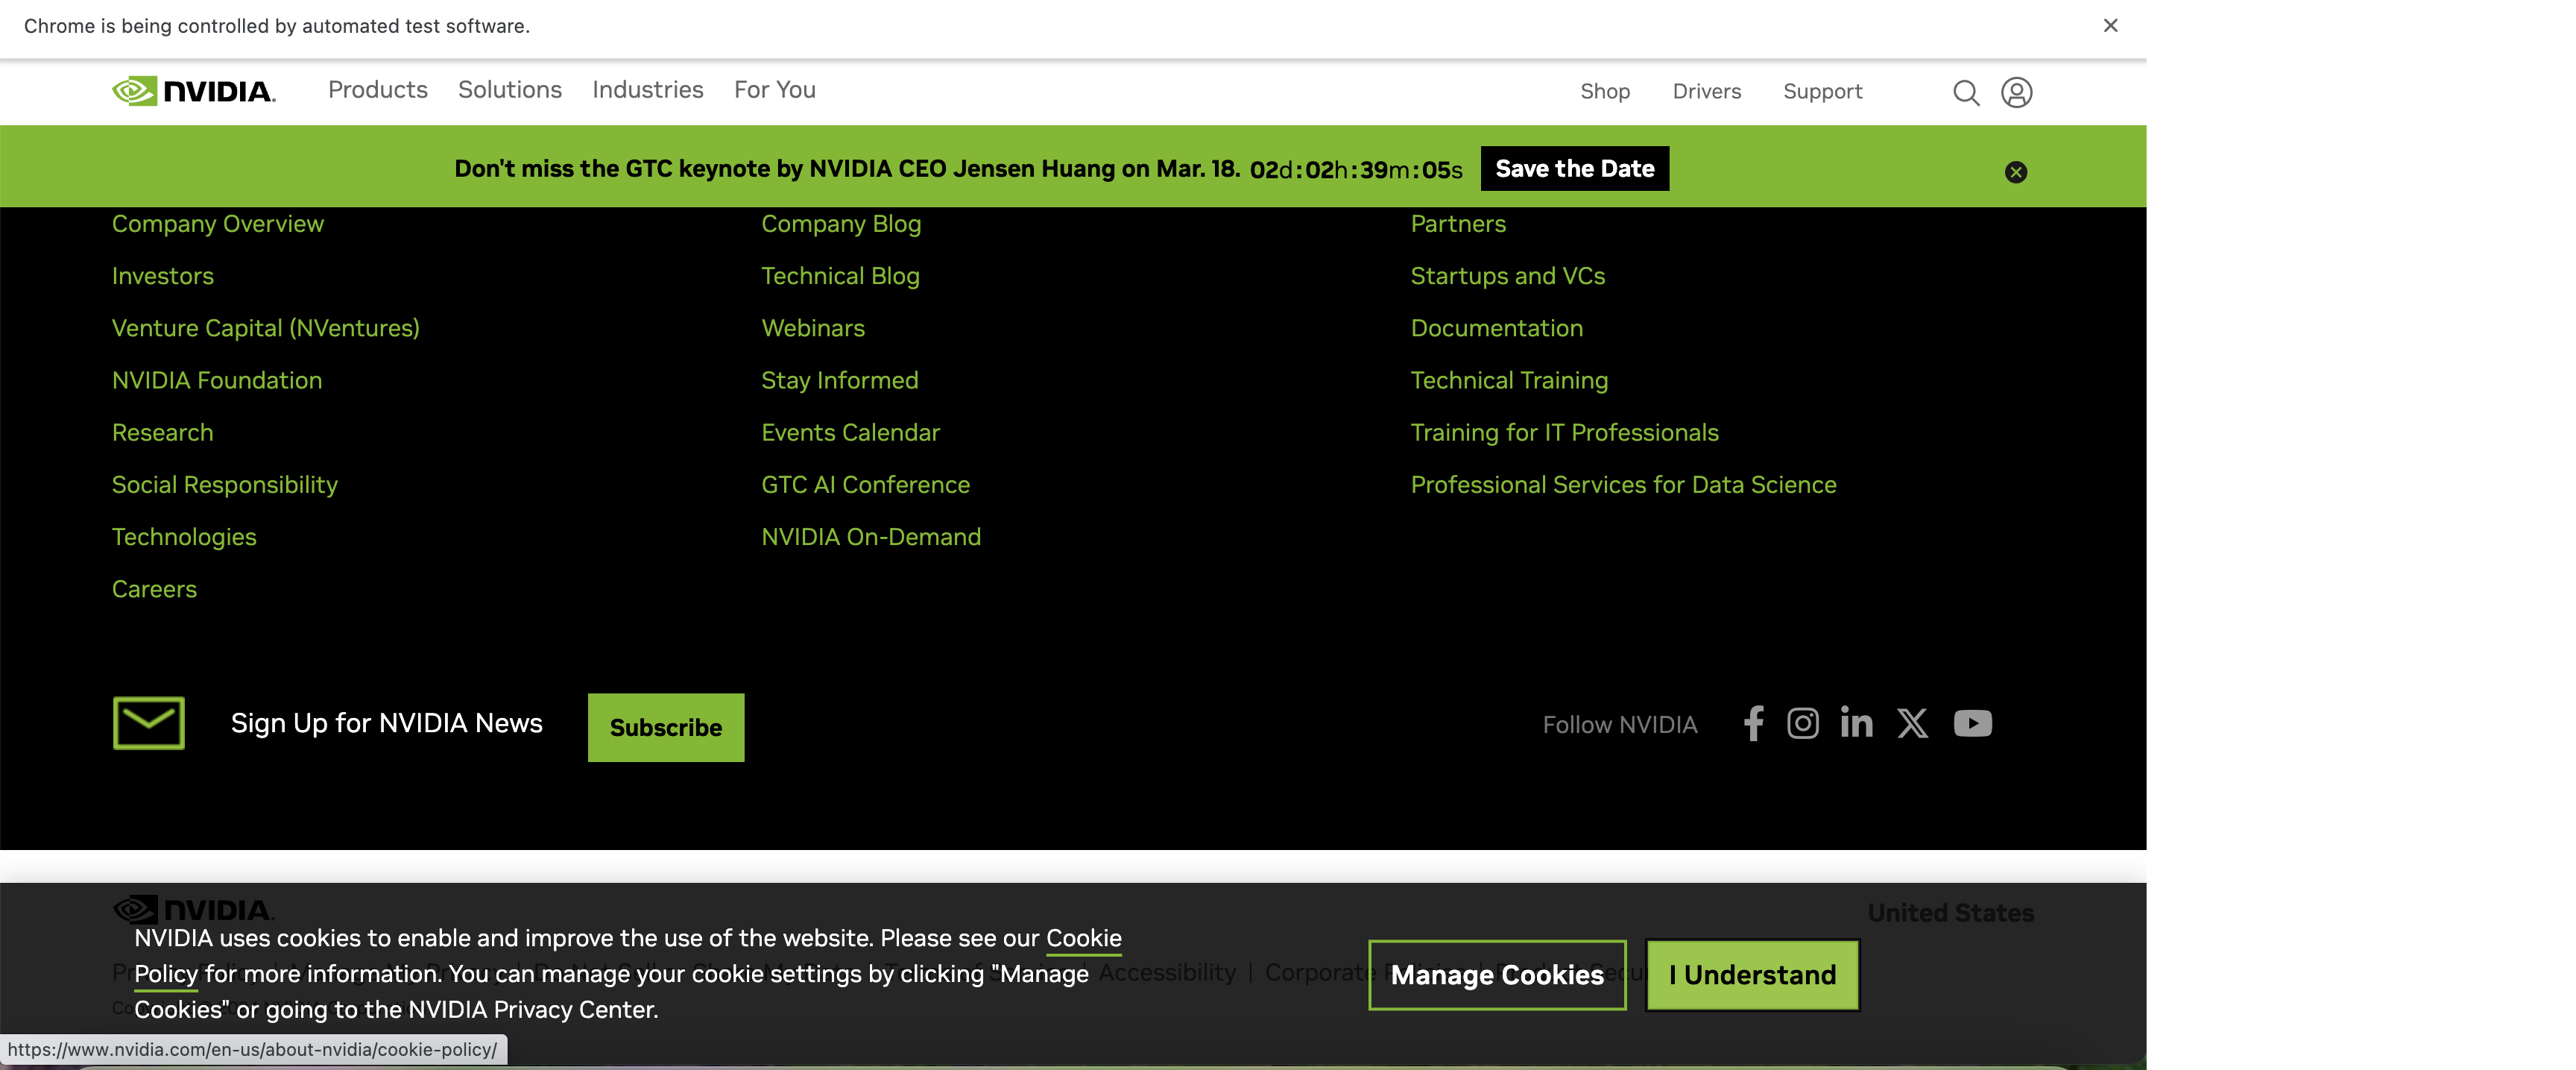 Chrome is being controlled by automated test software.
NVIDIA. Products Solutions Industries For You Shop Drivers Support
Don't miss the GTC keynote by NVIDIA CEO Jensen Huang on Mar. 18. 02d:02h:39m:05s Save the Date
Company Overview
Investors
Venture Capital (NVentures)
NVIDIA Foundation
Research
Social Responsibility
Technologies
Careers
Company Blog
Technical Blog
Webinars
Stay Informed
Events Calendar
GTC AI Conference
NVIDIA On-Demand
Partners
Startups and VCs
Documentation
Technical Training
Training for IT Professionals
Professional Services for Data Science
Sign Up for NVIDIA News Subscribe Follow NVIDIA
NVIDIA. United States
NVIDIA uses cookies to enable and improve the use of the website. Please see our Cookie
Policy for more information. You can manage your cookie settings by clicking "Manage
Cookies" or going to the NVIDIA Privacy Center.
Accessibility | Corporate
Manage Cookies I Understand
https://www.nvidia.com/en-us/about-nvidia/cookie-policy/